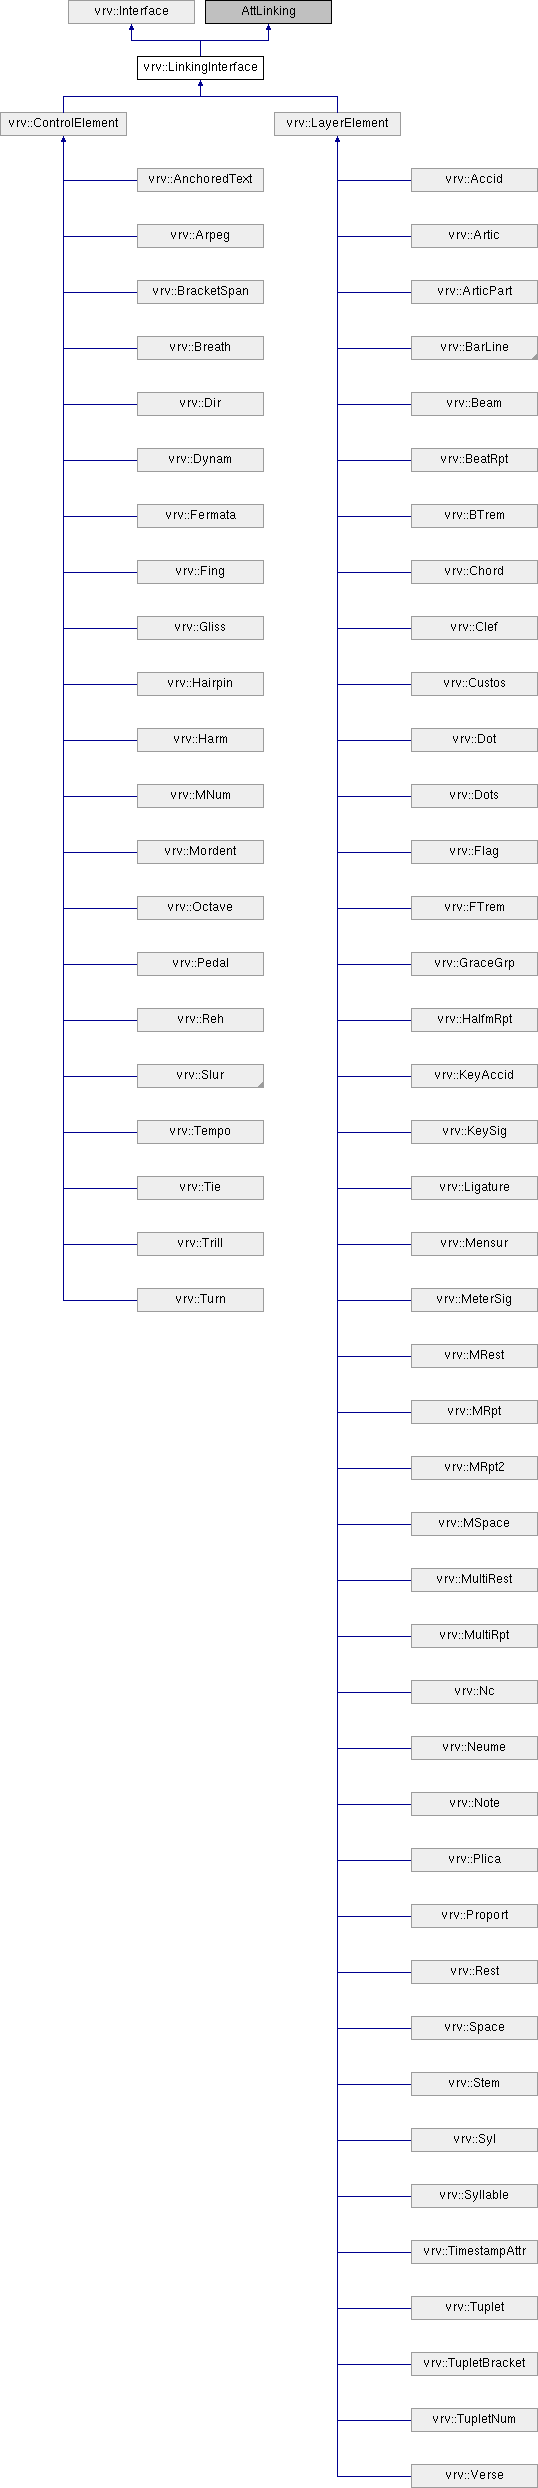 vrv::Interface
AttLinking
vrv::LinkingInterface
vrv::ControlElement
vrv::LayerElement
vrv::AnchoredText
vrv::Accid
vrv::Arpeg
vrv::Artic
vrv::BracketSpan
vrv::ArticPart
vrv::Breath
vrv::BarLine
vrv::Dir
vrv::Beam
vrv::Dynam
vrv::BeatRpt
vrv::Fermata
vrv::BTrem
vrv::Fing
vrv::Chord
vrv::Gliss
vrv::Clef
vrv::Hairpin
vrv::Custos
vrv::Harm
vrv::Dot
vrv::MNum
vrv::Dots
vrv::Mordent
vrv::Flag
vrv::Octave
vrv::FTrem
vrv::Pedal
vrv::GraceGrp
vrv::Reh
vrv::HalfmRpt
vrv::Slur
vrv::KeyAccid
vrv::Tempo
vrv::KeySig
vrv::Tie
vrv::Ligature
vrv::Trill
vrv::Mensur
vrv::Turn
vrv::MeterSig
vrv::MRest
vrv::MRpt
vrv::MRpt2
vrv::MSpace
vrv::MultiRest
vrv::MultiRpt
vrv::Nc
vrv::Neume
vrv::Note
vrv::Plica
vrv::Proport
vrv::Rest
vrv::Space
vrv::Stem
vrv::Syl
vrv::Syllable
vrv::TimestampAttr
vrv::Tuplet
vrv::TupletBracket
vrv::TupletNum
vrv::Verse